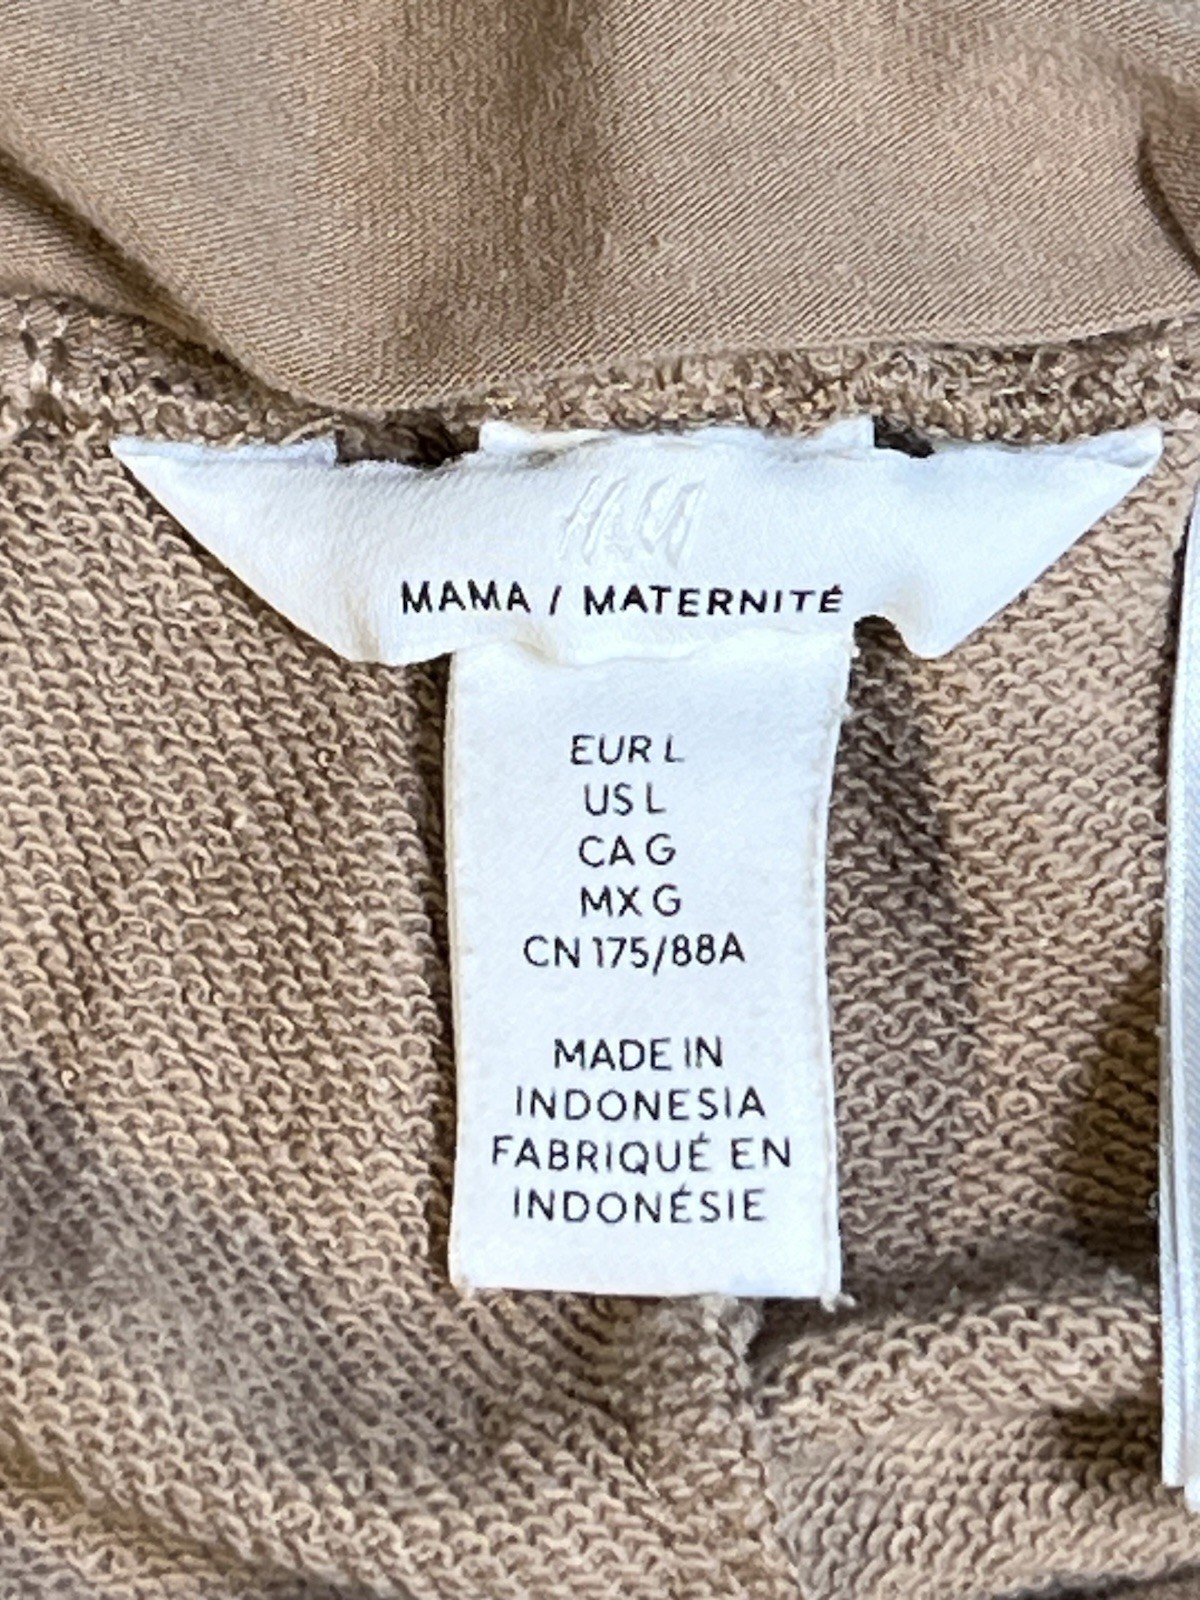 H&M
MAMA / MATERNITÉ
EUR L
US L
CA G
MX G
CN 175/88A
MADE IN
INDONESIA
FABRIQUÉ EN
INDONÉSIE